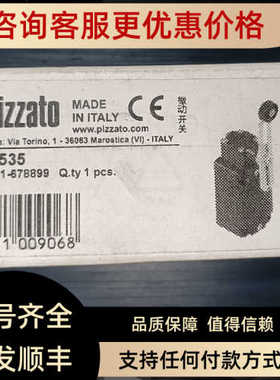 咨询客服更优惠价格
izzato
MADE
IN ITALY
www.pizzato.com
微动开关
: Via Torino, 1 - 36063 Marostica (VI) - ITALY
535
1-678899 Q.ty 1 pcs.
1 009068
号齐全
品质保障 值得信赖
发顺丰
支持任何付款方式